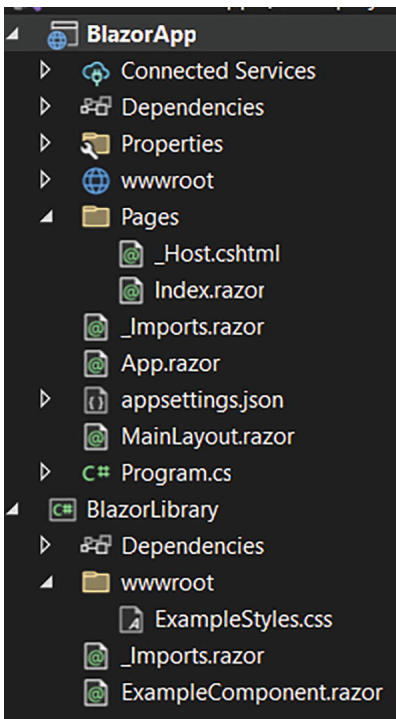 BlazorApp
Connected Services
Dependencies
Properties
wwwroot
Pages
_Host.cshtml
Index.razor
_Imports.razor
App.razor
appsettings.json
MainLayout.razor
C# Program.cs
C# BlazorLibrary
Dependencies
wwwroot
ExampleStyles.css
_Imports.razor
ExampleComponent.razor